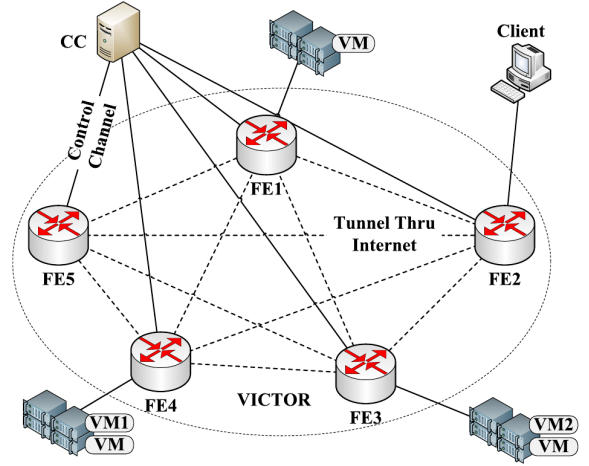 CC
VM
Client
Control
Channel
FE1
Tunnel Thru
Internet
FE5
FE2
VM1
VM
FE4
VICTOR
FE3
VM2
VM